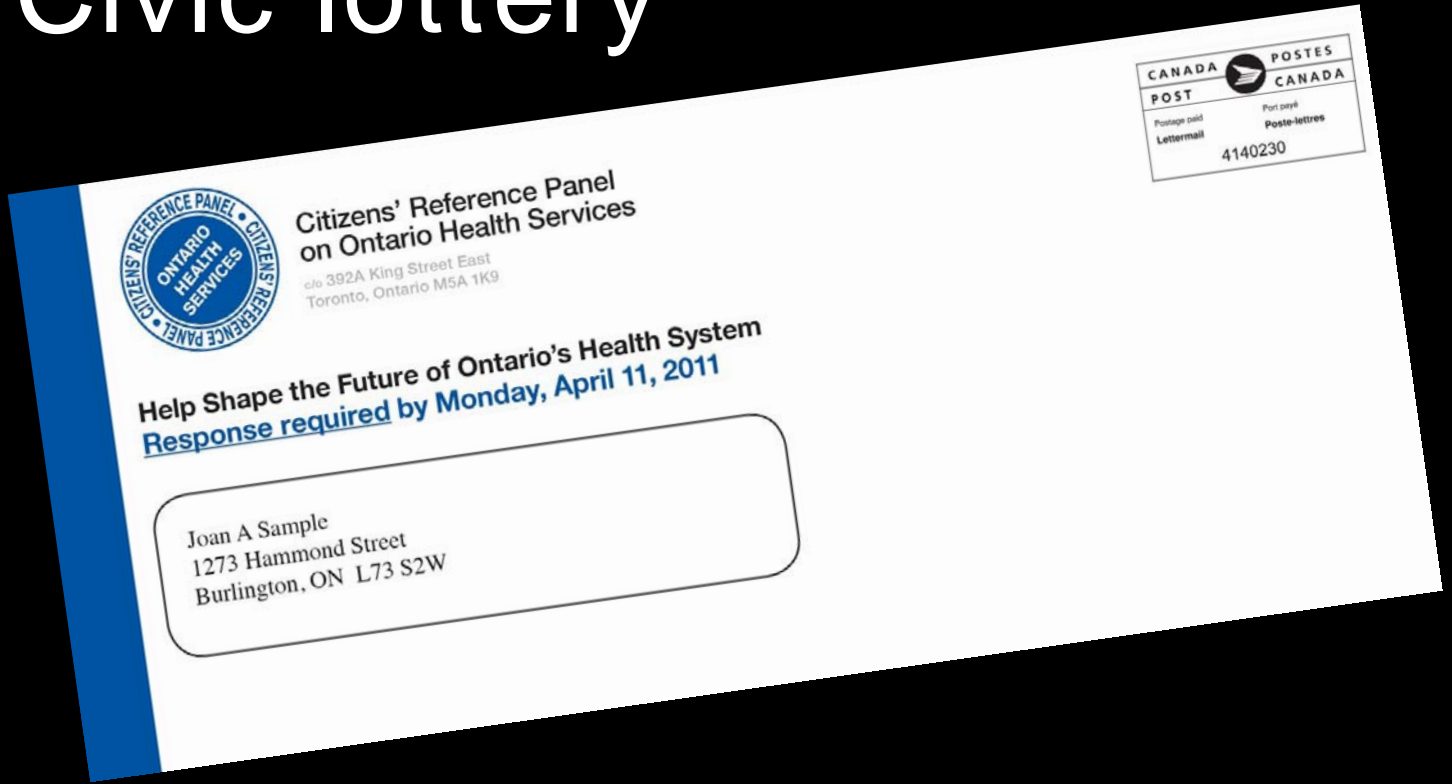 Civic lottery
CANADA POSTES
POST CANADA
Postage paid Port payé
Lettermail Poste-lettres
4140230
CITIZENS' REFERENCE PANEL • CITIZENS' REFERENCE PANEL •
ONTARIO
HEALTH
SERVICES
Citizens' Reference Panel
on Ontario Health Services
c/o 392A King Street East
Toronto, Ontario M5A 1K9
Help Shape the Future of Ontario's Health System
Response required by Monday, April 11, 2011
Joan A Sample
1273 Hammond Street
Burlington, ON L73 S2W